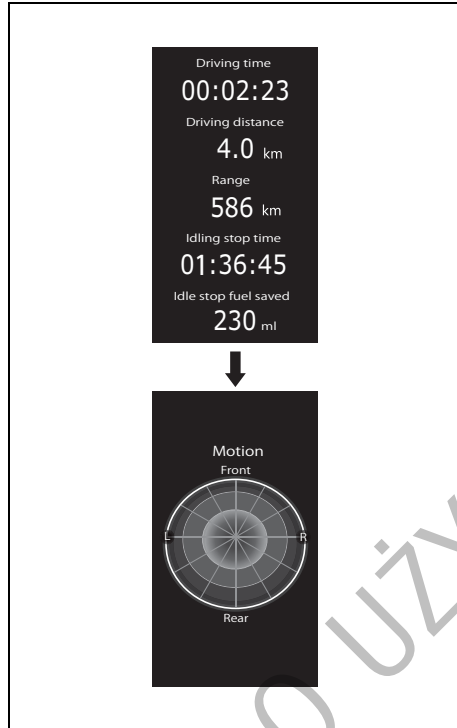 Driving time
00:02:23
Driving distance
4.0 km
Range
586 km
Idling stop time
01:36:45
Idle stop fuel saved
230 ml
Motion
Front
L R
Rear
O UŻY